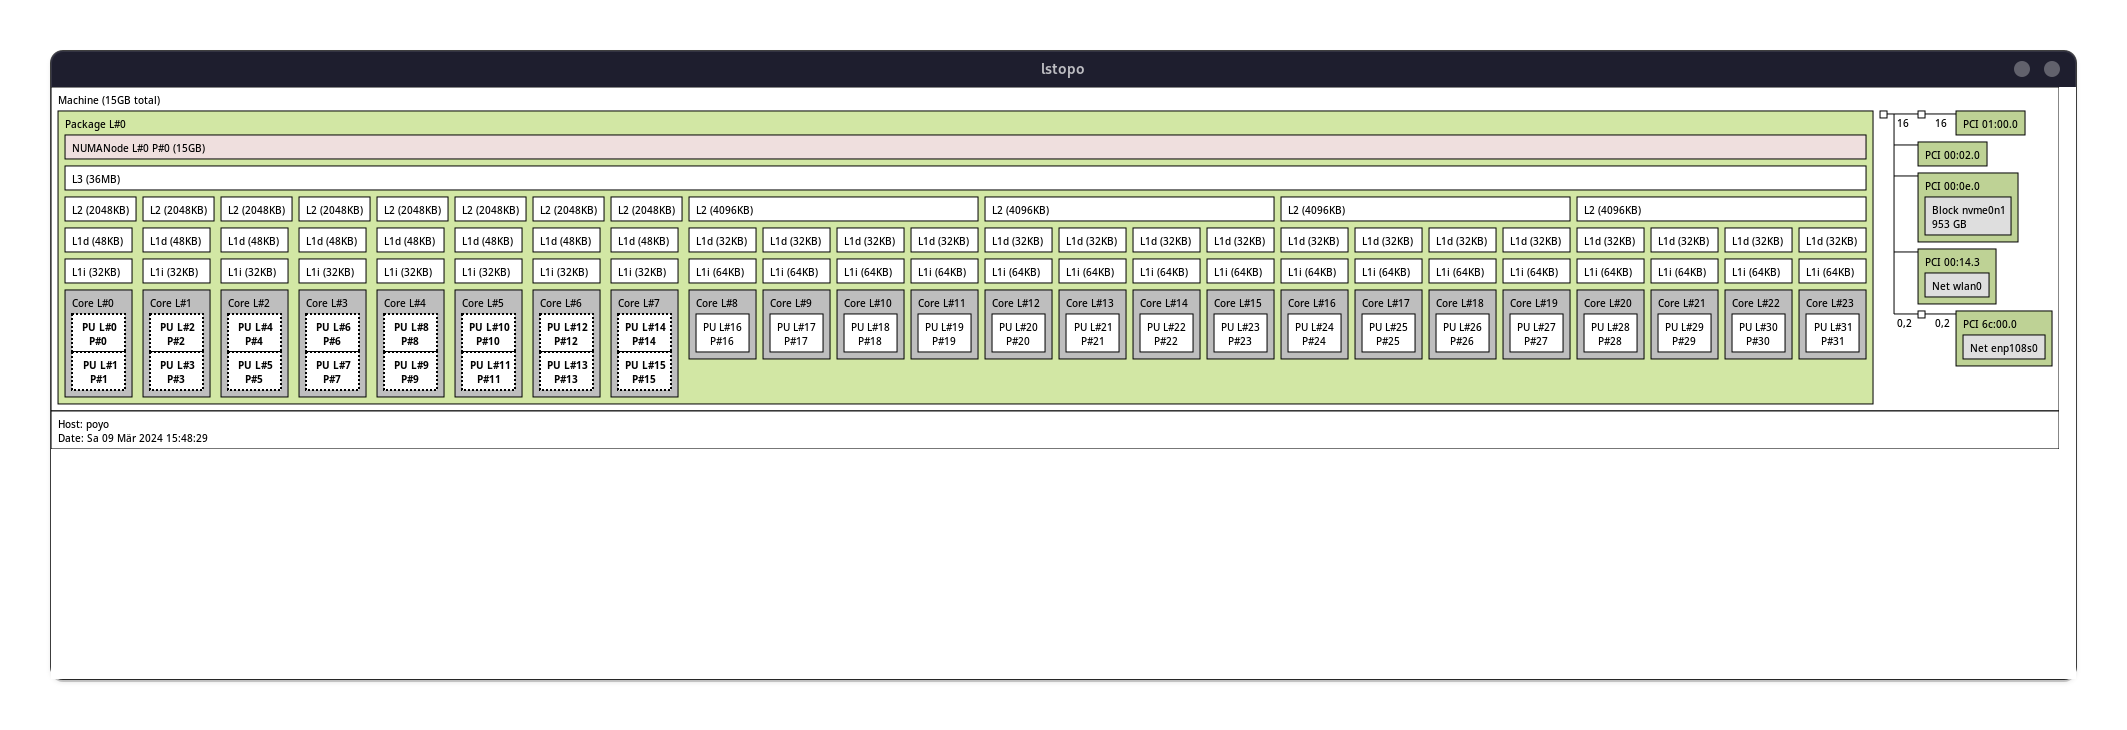 lstopo
Machine (15GB total)
Package L#0
NUMANode L#0 P#0 (15GB)
L3 (36MB)
L2 (2048KB) L2 (2048KB) L2 (2048KB) L2 (2048KB) L2 (2048KB) L2 (2048KB) L2 (2048KB) L2 (2048KB) L2 (4096KB) L2 (4096KB) L2 (4096KB) L2 (4096KB)
L1d (48KB) L1d (48KB) L1d (48KB) L1d (48KB) L1d (48KB) L1d (48KB) L1d (48KB) L1d (48KB) L1d (32KB) L1d (32KB) L1d (32KB) L1d (32KB) L1d (32KB) L1d (32KB) L1d (32KB) L1d (32KB) L1d (32KB) L1d (32KB) L1d (32KB) L1d (32KB) L1d (32KB) L1d (32KB) L1d (32KB) L1d (32KB)
L1i (32KB) L1i (32KB) L1i (32KB) L1i (32KB) L1i (32KB) L1i (32KB) L1i (32KB) L1i (32KB) L1i (64KB) L1i (64KB) L1i (64KB) L1i (64KB) L1i (64KB) L1i (64KB) L1i (64KB) L1i (64KB) L1i (64KB) L1i (64KB) L1i (64KB) L1i (64KB) L1i (64KB) L1i (64KB) L1i (64KB) L1i (64KB)
Core L#0 Core L#1 Core L#2 Core L#3 Core L#4 Core L#5 Core L#6 Core L#7 Core L#8 Core L#9 Core L#10 Core L#11 Core L#12 Core L#13 Core L#14 Core L#15 Core L#16 Core L#17 Core L#18 Core L#19 Core L#20 Core L#21 Core L#22 Core L#23
PU L#0 PU L#2 PU L#4 PU L#6 PU L#8 PU L#10 PU L#12 PU L#14 PU L#16 PU L#17 PU L#18 PU L#19 PU L#20 PU L#21 PU L#22 PU L#23 PU L#24 PU L#25 PU L#26 PU L#27 PU L#28 PU L#29 PU L#30 PU L#31
P#0 P#2 P#4 P#6 P#8 P#10 P#12 P#14 P#16 P#17 P#18 P#19 P#20 P#21 P#22 P#23 P#24 P#25 P#26 P#27 P#28 P#29 P#30 P#31
PU L#1 PU L#3 PU L#5 PU L#7 PU L#9 PU L#11 PU L#13 PU L#15
P#1 P#3 P#5 P#7 P#9 P#11 P#13 P#15
16 16 PCI 01:00.0
PCI 00:02.0
PCI 00:0e.0
Block nvme0n1
953 GB
PCI 00:14.3
Net wlan0
0,2 0,2 PCI 6c:00.0
Net enp108s0
Host: poyo
Date: Sa 09 Mär 2024 15:48:29